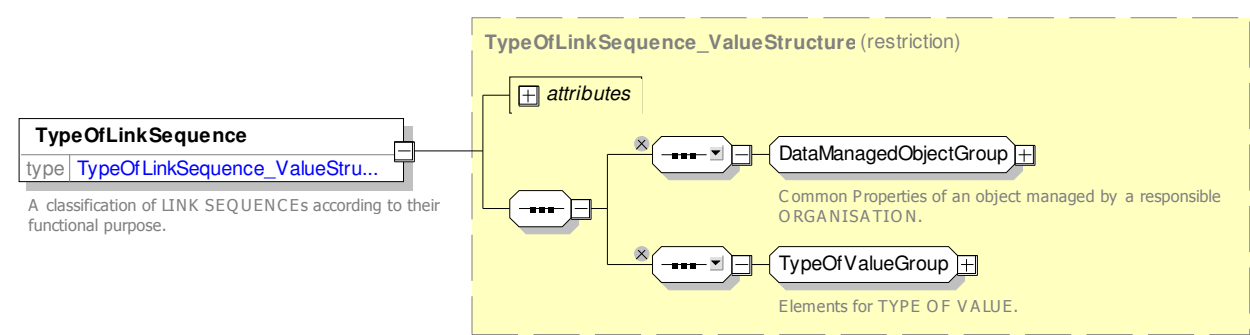 TypeOfLinkSequence_ValueStructure (restriction)
attributes
TypeOfLinkSequence
type TypeOfLinkSequence_ValueStru...
A classification of LINK SEQUENCEs according to their
functional purpose.
DataManagedObjectGroup
Common Properties of an object managed by a responsible
ORGANISATION.
TypeOfValueGroup
Elements for TYPE OF VALUE.